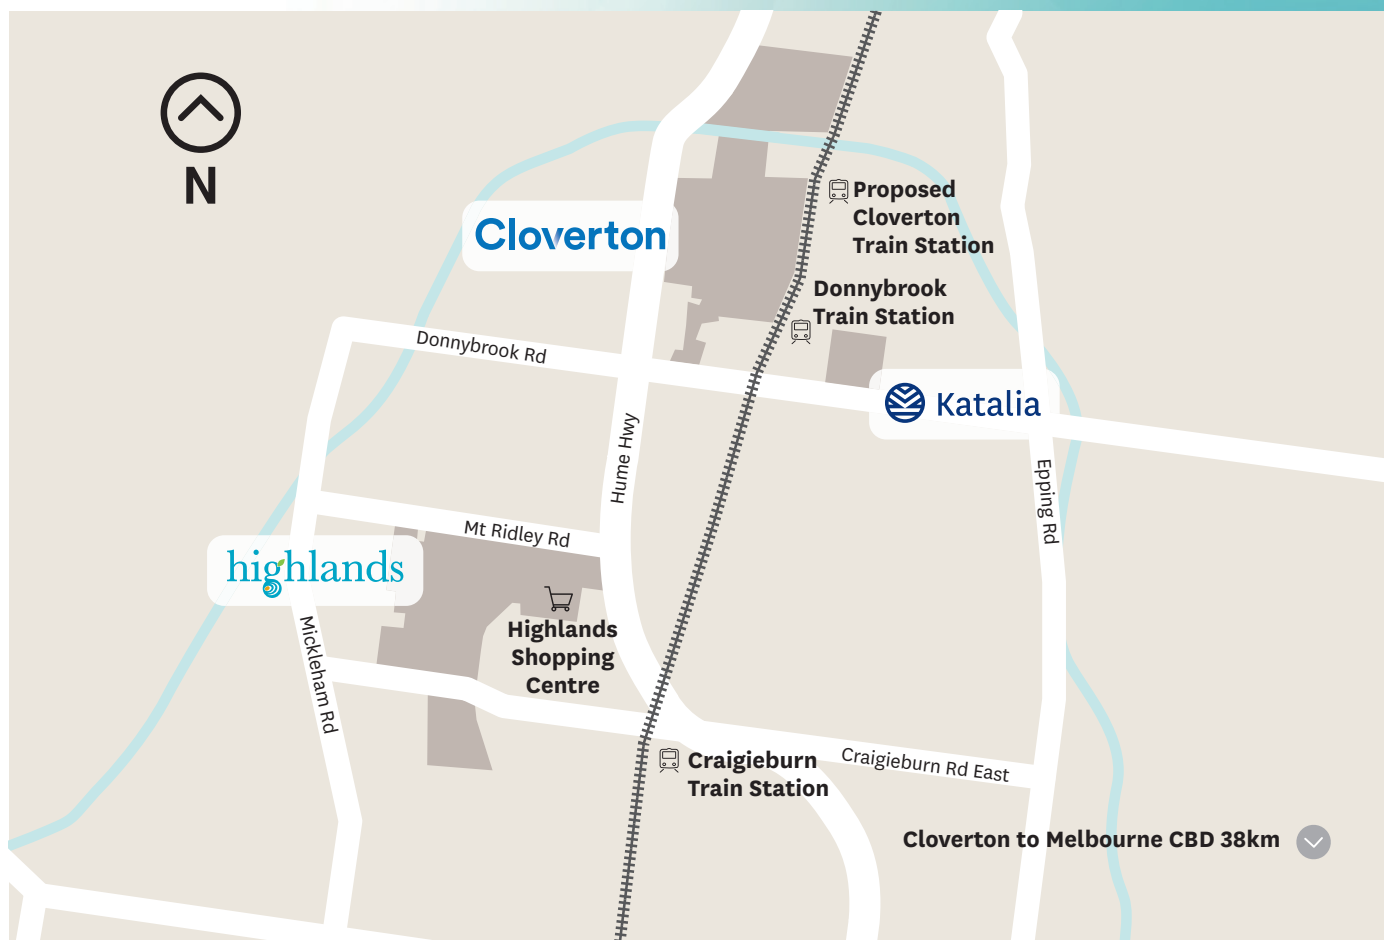 N
Proposed
Cloverton
Train Station
Cloverton
Donnybrook
Train Station
Donnybrook Rd
Katalia
Hume Hwy
Epping Rd
Mt Ridley Rd
highlands
Highlands
Shopping
Centre
Mickleham Rd
Craigieburn
Train Station
Craigieburn Rd East
Cloverton to Melbourne CBD 38km